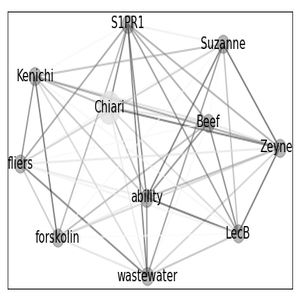 S1PR1
Suzanne
Kenichi
Chiari
Beef
Zeyne
fliers
ability
forskolin
LecB
wastewater